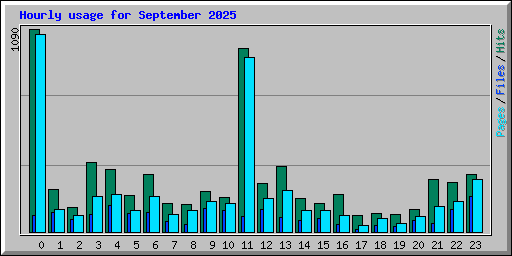 Hourly usage for September 2025
1090
Pages/Files/Hits
0 1 2 3 4 5 6 7 8 9 10 11 12 13 14 15 16 17 18 19 20 21 22 23